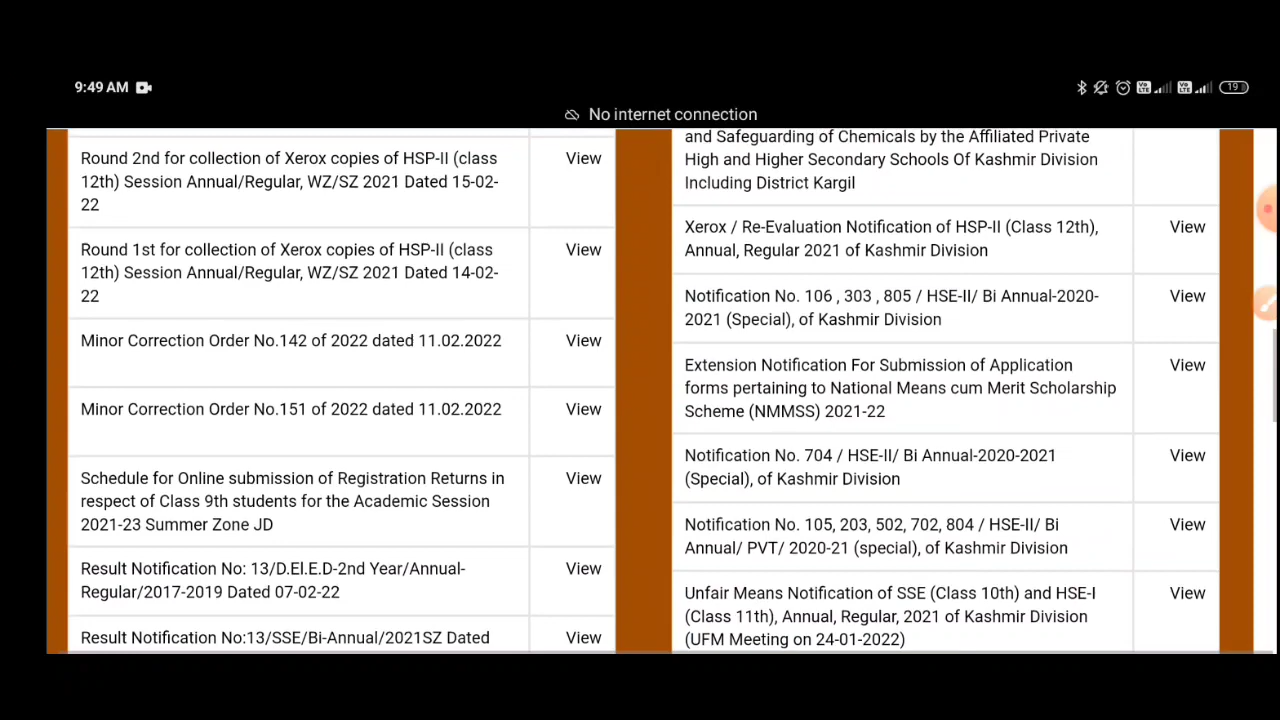 9:49 AM
19
No internet connection
Round 2nd for collection of Xerox copies of HSP-II (class
12th) Session Annual/Regular, WZ/SZ 2021 Dated 15-02-
22
View
Round 1st for collection of Xerox copies of HSP-II (class
12th) Session Annual/Regular, WZ/SZ 2021 Dated 14-02-
22
View
Minor Correction Order No.142 of 2022 dated 11.02.2022
View
Minor Correction Order No.151 of 2022 dated 11.02.2022
View
Schedule for Online submission of Registration Returns in
respect of Class 9th students for the Academic Session
2021-23 Summer Zone JD
View
Result Notification No: 13/D.El.E.D-2nd Year/Annual-
Regular/2017-2019 Dated 07-02-22
View
Result Notification No:13/SSE/Bi-Annual/2021SZ Dated
View
and Safeguarding of Chemicals by the Affiliated Private
High and Higher Secondary Schools Of Kashmir Division
Including District Kargil
Xerox / Re-Evaluation Notification of HSP-II (Class 12th),
Annual, Regular 2021 of Kashmir Division
View
Notification No. 106 , 303 , 805 / HSE-II/ Bi Annual-2020-
2021 (Special), of Kashmir Division
View
Extension Notification For Submission of Application
forms pertaining to National Means cum Merit Scholarship
Scheme (NMMSS) 2021-22
View
Notification No. 704 / HSE-II/ Bi Annual-2020-2021
(Special), of Kashmir Division
View
Notification No. 105, 203, 502, 702, 804 / HSE-II/ Bi
Annual/ PVT/ 2020-21 (special), of Kashmir Division
View
Unfair Means Notification of SSE (Class 10th) and HSE-I
(Class 11th), Annual, Regular, 2021 of Kashmir Division
(UFM Meeting on 24-01-2022)
View